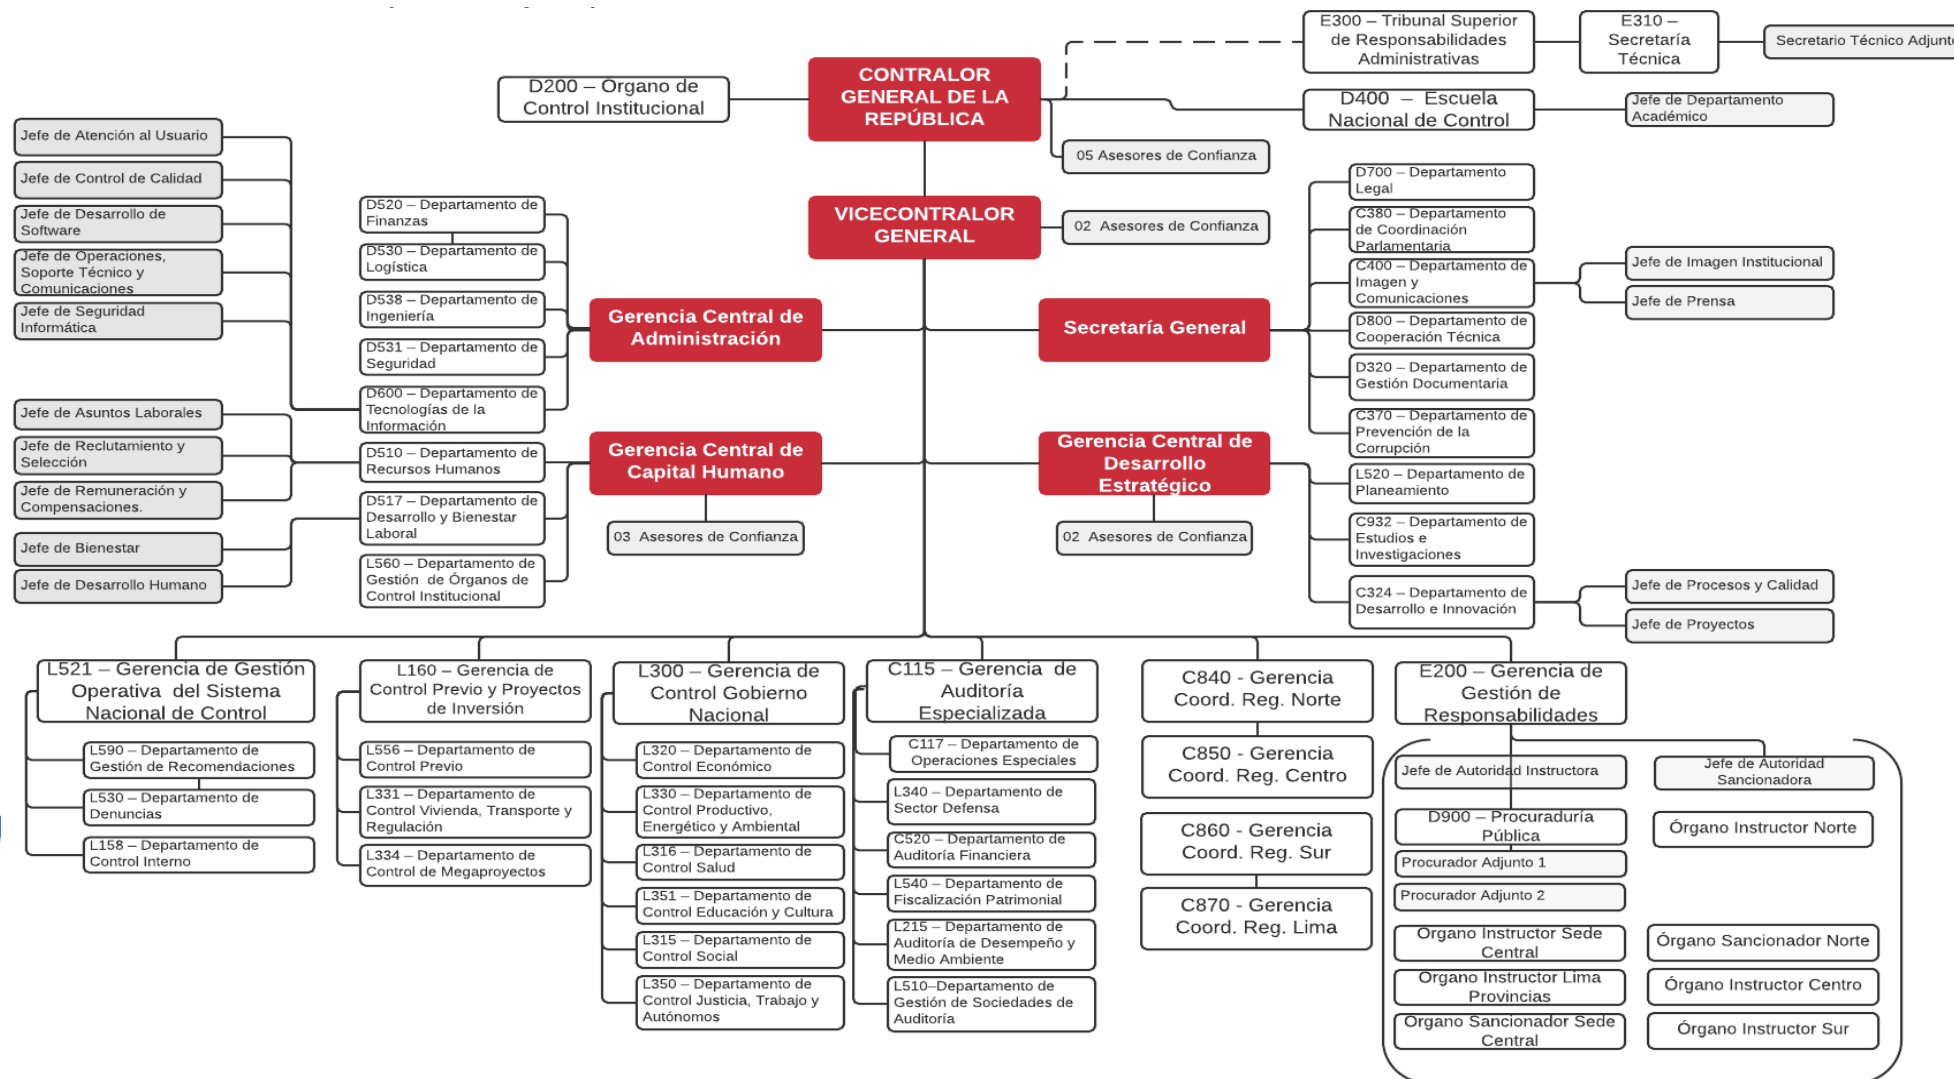 E300 – Tribunal Superior
de Responsabilidades
Administrativas
E310 –
Secretaría
Técnica
Secretario Técnico Adjunto
CONTRALOR
GENERAL DE LA
REPÚBLICA
D200 – Órgano de
Control Institucional
D400 – Escuela
Nacional de Control
Jefe de Departamento
Académico
05 Asesores de Confianza
VICECONTRALOR
GENERAL
02 Asesores de Confianza
Jefe de Atención al Usuario
Jefe de Control de Calidad
Jefe de Desarrollo de
Software
Jefe de Operaciones,
Soporte Técnico y
Comunicaciones
Jefe de Seguridad
Informática
D520 – Departamento de
Finanzas
D530 – Departamento de
Logística
D538 – Departamento de
Ingeniería
D531 – Departamento de
Seguridad
D600 – Departamento de
Tecnologías de la
Información
Gerencia Central de
Administración
Secretaría General
D700 – Departamento
Legal
C380 – Departamento
de Coordinación
Parlamentaria
C400 – Departamento de
Imagen y
Comunicaciones
D800 – Departamento de
Cooperación Técnica
D320 – Departamento de
Gestión Documentaria
C370 – Departamento de
Prevención de la
Corrupción
Jefe de Imagen Institucional
Jefe de Prensa
Jefe de Asuntos Laborales
Jefe de Reclutamiento y
Selección
Jefe de Remuneración y
Compensaciones.
Jefe de Bienestar
Jefe de Desarrollo Humano
D510 – Departamento de
Recursos Humanos
D517 – Departamento de
Desarrollo y Bienestar
Laboral
L560 – Departamento de
Gestión de Órganos de
Control Institucional
Gerencia Central de
Capital Humano
03 Asesores de Confianza
Gerencia Central de
Desarrollo
Estratégico
02 Asesores de Confianza
L520 – Departamento de
Planeamiento
C932 – Departamento de
Estudios e
Investigaciones
C324 – Departamento de
Desarrollo e Innovación
Jefe de Procesos y Calidad
Jefe de Proyectos
L521 – Gerencia de Gestión
Operativa del Sistema
Nacional de Control
L590 – Departamento de
Gestión de Recomendaciones
L530 – Departamento de
Denuncias
L158 – Departamento de
Control Interno
L160 – Gerencia de
Control Previo y Proyectos
de Inversión
L556 – Departamento de
Control Previo
L331 – Departamento de
Control Vivienda, Transporte y
Regulación
L334 – Departamento de
Control de Megaproyectos
L300 – Gerencia de
Control Gobierno
Nacional
L320 – Departamento de
Control Económico
L330 – Departamento de
Control Productivo,
Energético y Ambiental
L316 – Departamento de
Control Salud
L351 – Departamento de
Control Educación y Cultura
L315 – Departamento de
Control Social
L350 – Departamento de
Control Justicia, Trabajo y
Autónomos
C115 – Gerencia de
Auditoría
Especializada
C117 – Departamento de
Operaciones Especiales
L340 – Departamento de
Sector Defensa
C520 – Departamento de
Auditoría Financiera
L540 – Departamento de
Fiscalización Patrimonial
L215 – Departamento de
Auditoría de Desempeño y
Medio Ambiente
L510–Departamento de
Gestión de Sociedades de
Auditoría
C840 - Gerencia
Coord. Reg. Norte
C850 - Gerencia
Coord. Reg. Centro
C860 - Gerencia
Coord. Reg. Sur
C870 - Gerencia
Coord. Reg. Lima
E200 – Gerencia de
Gestión de
Responsabilidades
Jefe de Autoridad Instructora
Jefe de Autoridad
Sancionadora
D900 – Procuraduría
Pública
Órgano Instructor Norte
Procurador Adjunto 1
Procurador Adjunto 2
Organo Instructor Sede
Central
Órgano Sancionador Norte
Organo Instructor Lima
Provincias
Órgano Instructor Centro
Organo Sancionador Sede
Central
Órgano Instructor Sur